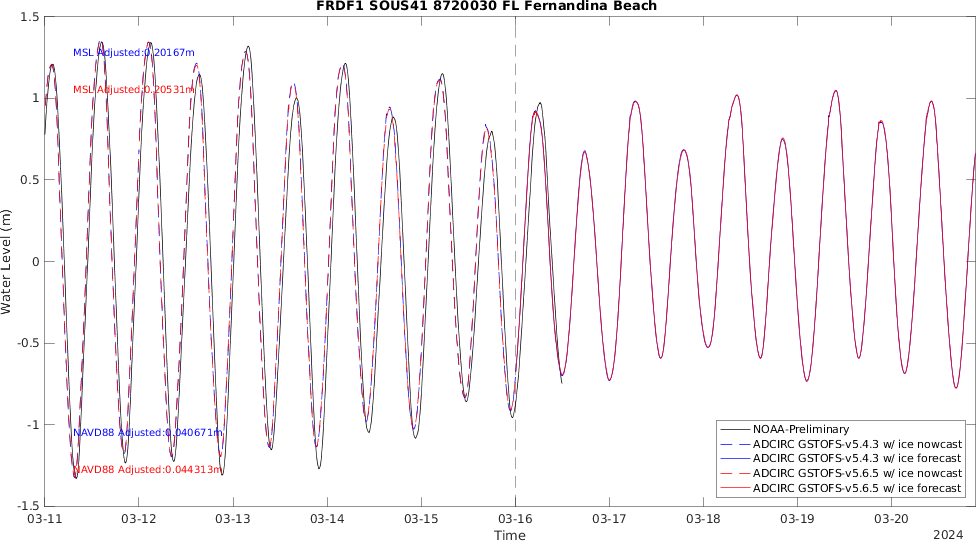 FRDF1 SOUS41 8720030 FL Fernandina Beach
1.5
MSL Adjusted:0.20167m
MSL Adjusted:0.20531m
1
0.5
Water Level (m)
0
-0.5
-1
NAVD88 Adjusted:0.040671m
NAVD88 Adjusted:0.044313m
-1.5
NOAA-Preliminary
ADCIRC GSTOFS-v5.4.3 w/ ice nowcast
ADCIRC GSTOFS-v5.4.3 w/ ice forecast
ADCIRC GSTOFS-v5.6.5 w/ ice nowcast
ADCIRC GSTOFS-v5.6.5 w/ ice forecast
03-11 03-12 03-13 03-14 03-15 03-16 03-17 03-18 03-19 03-20
Time
2024